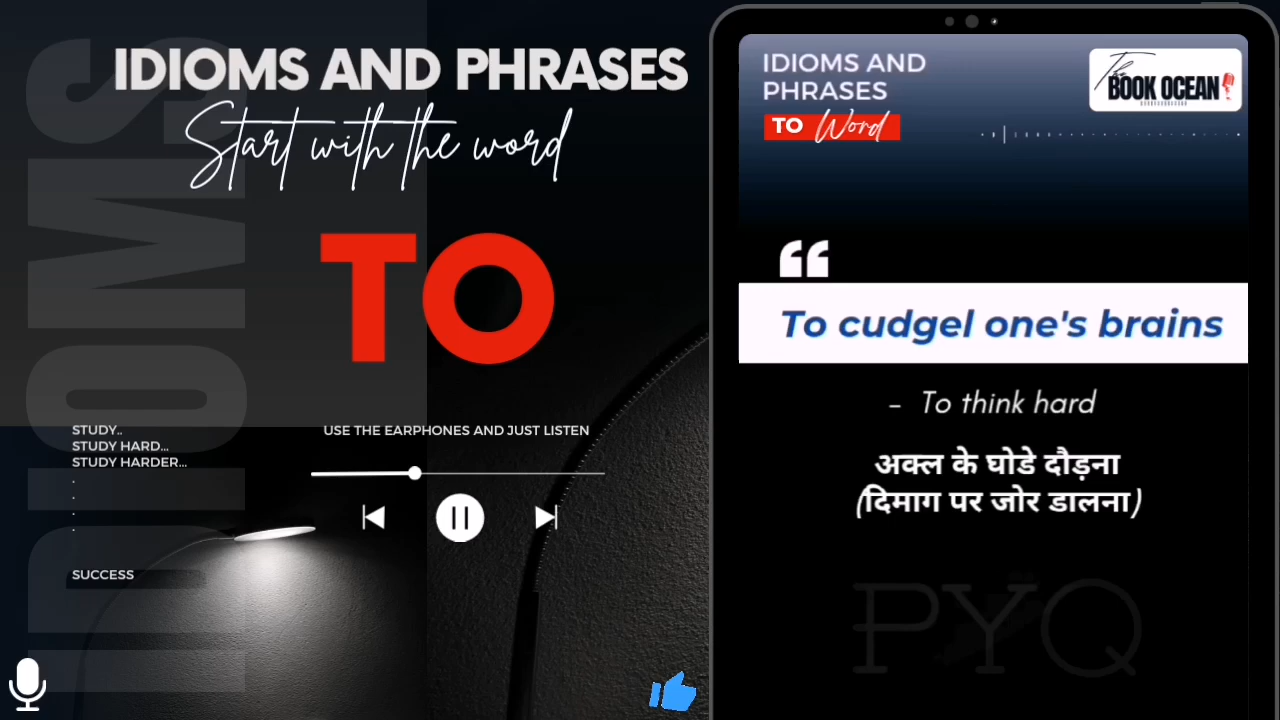 IDIOMS
IDIOMS AND PHRASES
Start with the word
TO
STUDY..
STUDY HARD...
STUDY HARDER...
.
.
.
.
SUCCESS
USE THE EARPHONES AND JUST LISTEN
IDIOMS AND
PHRASES
TO Word
The
BOOK OCEAN
To cudgel one's brains
- To think hard
अक्ल के घोडे दौड़ना
(दिमाग पर जोर डालना)
PYQ